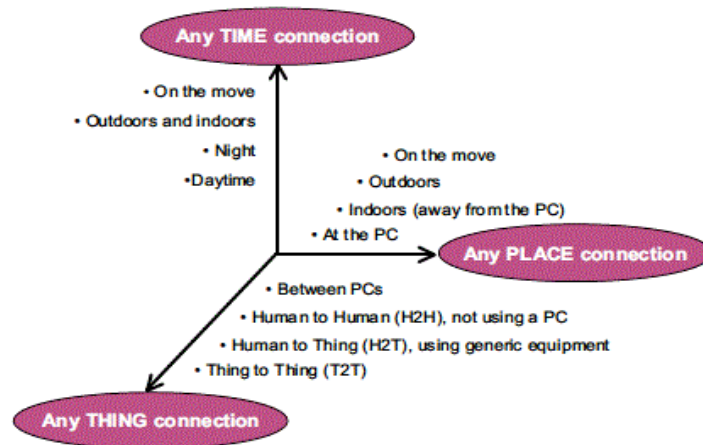 Any TIME connection
• On the move
• Outdoors and indoors
• Night
•Daytime
• On the move
• Outdoors
• Indoors (away from the PC)
• At the PC
Any PLACE connection
• Between PCs
• Human to Human (H2H), not using a PC
• Human to Thing (H2T), using generic equipment
• Thing to Thing (T2T)
Any THING connection